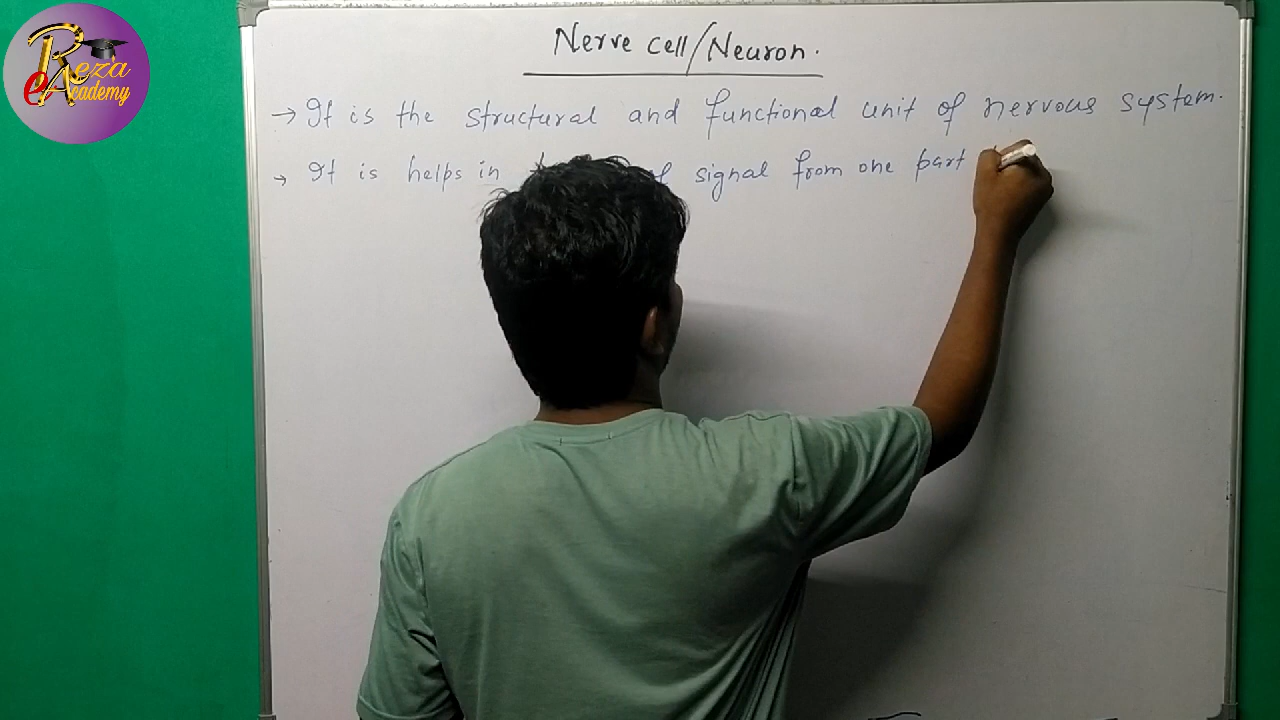 Reza
eAcademy
Nerve cell/Neuron.
→ It is the structural and functional unit of nervous system.
→ It is helps in of signal from one part